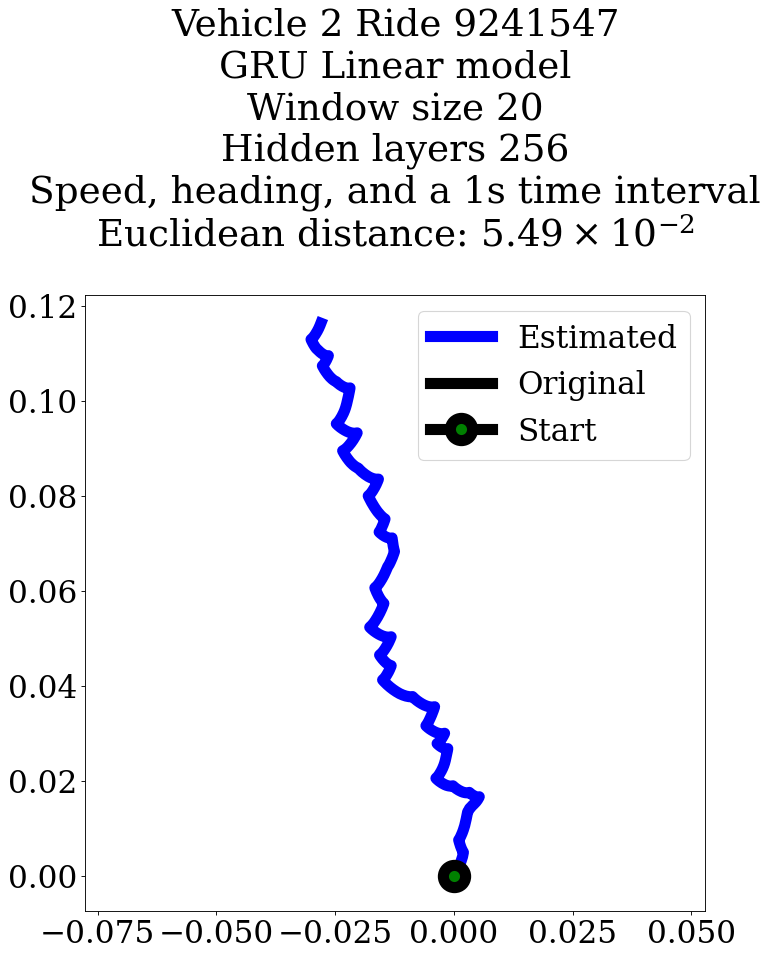 Vehicle 2 Ride 9241547
GRU Linear model
Window size 20
Hidden layers 256
Speed, heading, and a 1s time interval
Euclidean distance: 5.49 × 10⁻²
0.12
0.10
0.08
0.06
0.04
0.02
0.00
Estimated
Original
Start
−0.075 −0.050 −0.025 0.000 0.025 0.050